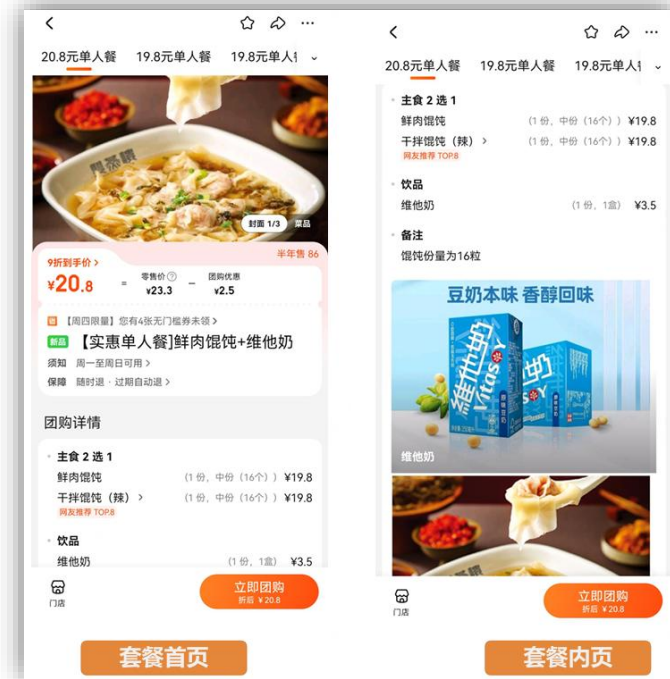 20.8元单人餐 19.8元单人餐 19.8元单人
封面 1/3 菜品
9折到手价 >
半年售 86
¥20.8 = 零售价 ¥23.3 - 团购优惠 ¥2.5
【周四限量】您有4张无门槛券未领 >
新品 【实惠单人餐]鲜肉馄饨+维他奶
须知 周一至周日可用 >
保障 随时退 · 过期自动退 >
团购详情
· 主食 2 选 1
鲜肉馄饨 (1 份, 中份 (16个) ) ¥19.8
干拌馄饨（辣） > (1 份, 中份 (16个) ) ¥19.8
网友推荐 TOP.8
· 饮品
维他奶 (1 份, 1盒) ¥3.5
门店
立即团购
折后 ¥20.8
套餐首页
20.8元单人餐 19.8元单人餐 19.8元单人
· 主食 2 选 1
鲜肉馄饨 (1 份, 中份 (16个) ) ¥19.8
干拌馄饨（辣） > (1 份, 中份 (16个) ) ¥19.8
网友推荐 TOP.8
· 饮品
维他奶 (1 份, 1盒) ¥3.5
· 备注
馄饨份量为16粒
豆奶本味 香醇回味
維他奶
Vitasoy
維他奶
维他奶
门店
立即团购
折后 ¥20.8
套餐内页